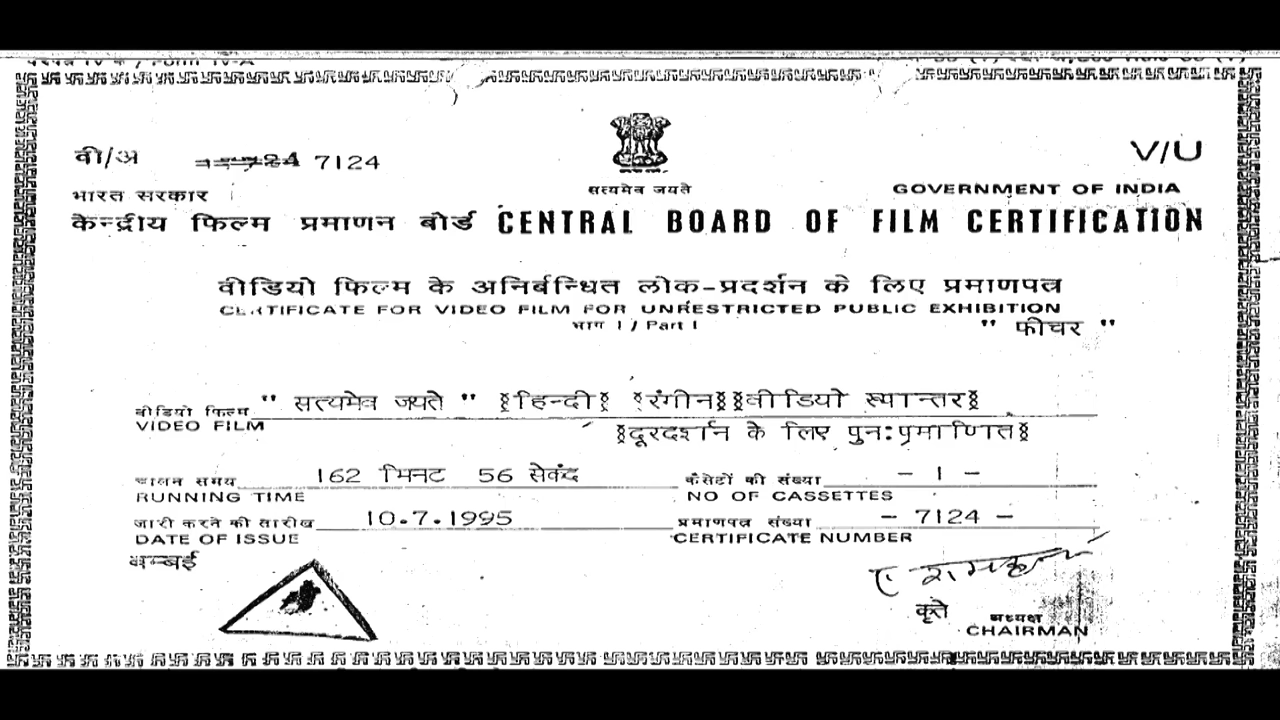 वी/अ 7124
V/U
सत्यमेव जयते
भारत सरकार GOVERNMENT OF INDIA
केन्द्रीय फिल्म प्रमाणन बोर्ड CENTRAL BOARD OF FILM CERTIFICATION
वीडियो फिल्म के अनिर्बन्धित लोक-प्रदर्शन के लिए प्रमाणपत्र
CERTIFICATE FOR VIDEO FILM FOR UNRESTRICTED PUBLIC EXHIBITION
भाग I / Part I
" फीचर "
वीडियो फिल्म " सत्यमेव जयते " (हिन्दी) (रंगीन)(वीडियो रूपान्तर)
VIDEO FILM (दूरदर्शन के लिए पुन:प्रमाणित)
चालन समय 162 मिनट 56 सेकंद कैसेटों की संख्या - 1 -
RUNNING TIME NO OF CASSETTES
जारी करने की तारीख 10.7.1995 प्रमाणपत्र संख्या - 7124 -
DATE OF ISSUE CERTIFICATE NUMBER
बम्बई
कृते अध्यक्ष
CHAIRMAN